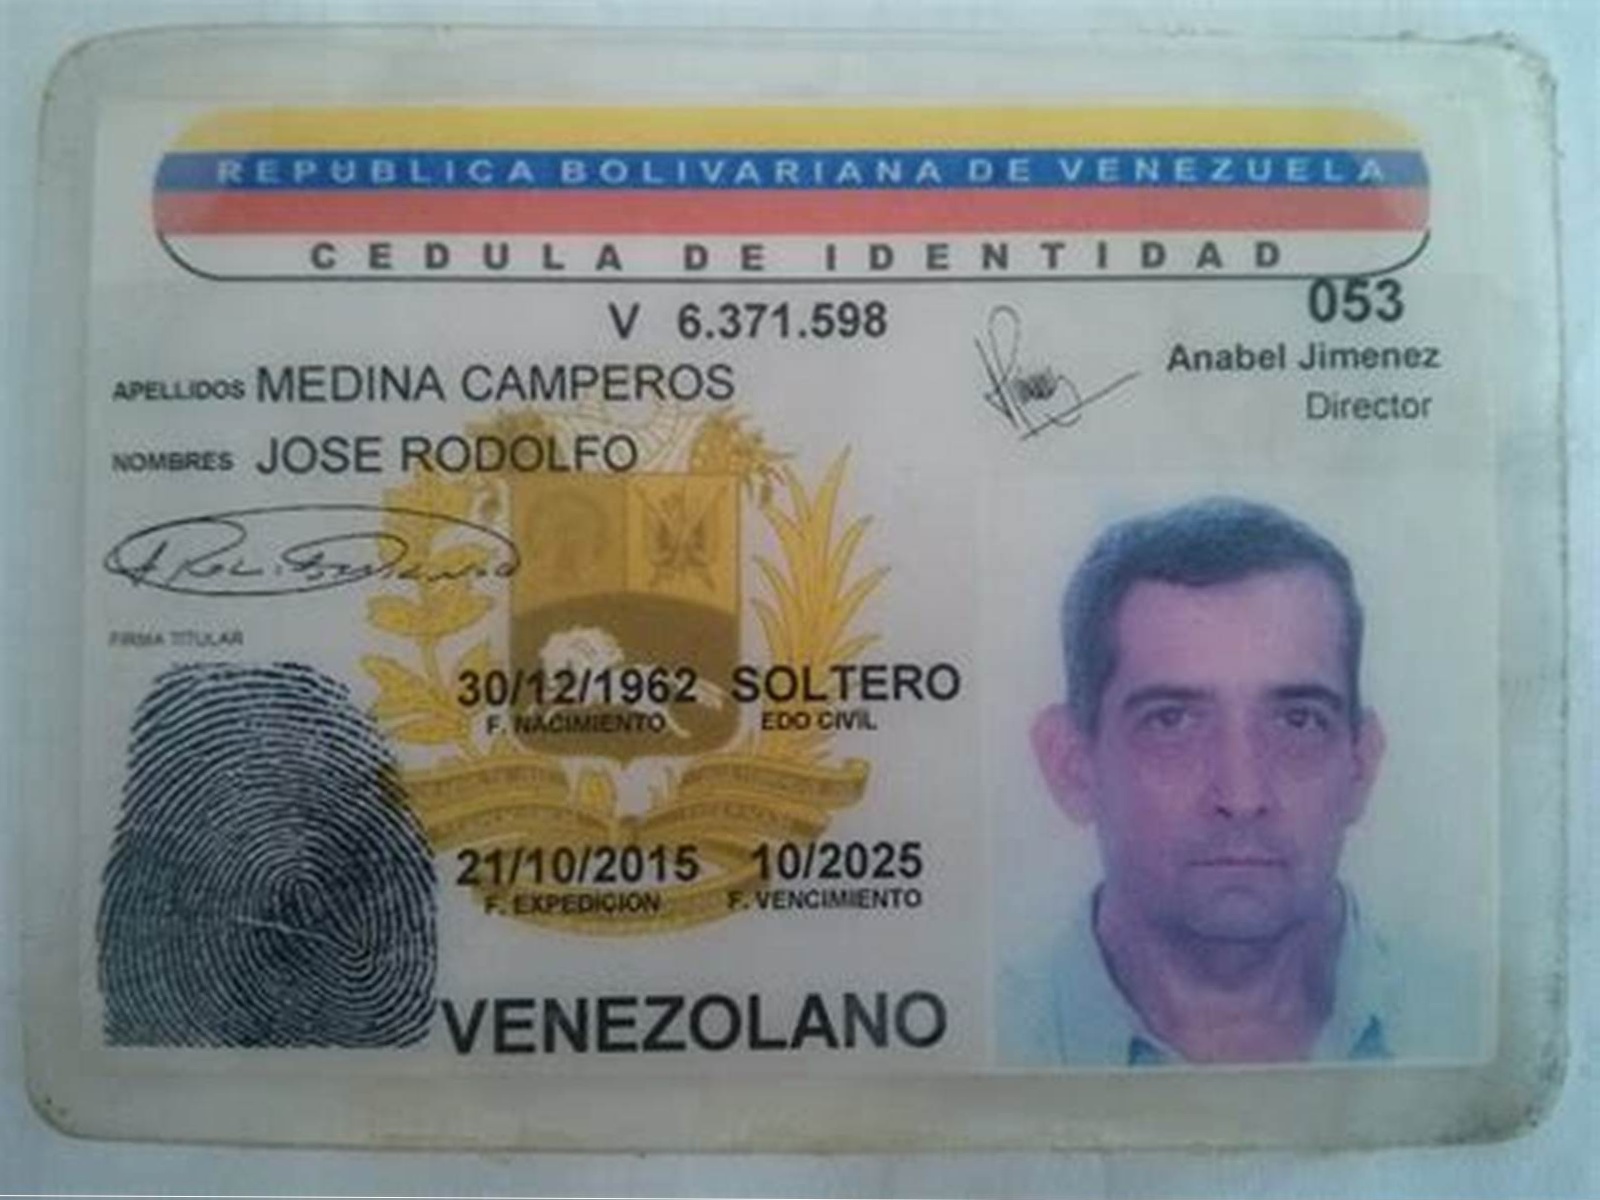 REPUBLICA BOLIVARIANA DE VENEZUELA
CEDULA DE IDENTIDAD
V 6.371.598
053
Anabel Jimenez
Director
APELLIDOS MEDINA CAMPEROS
NOMBRES JOSE RODOLFO
FIRMA TITULAR
30/12/1962 SOLTERO
F. NACIMIENTO EDO CIVIL
21/10/2015 10/2025
F. EXPEDICION F. VENCIMIENTO
VENEZOLANO